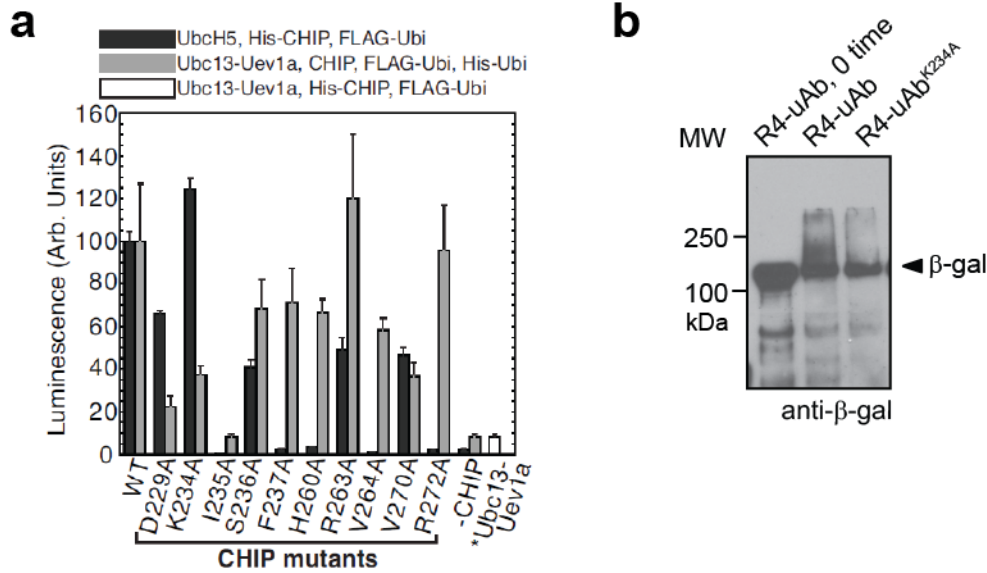 a
UbcH5, His-CHIP, FLAG-Ubi
Ubc13-Uev1a, CHIP, FLAG-Ubi, His-Ubi
Ubc13-Uev1a, His-CHIP, FLAG-Ubi
Luminescence (Arb. Units)
160
140
120
100
80
60
40
20
0
WT
D229A
K234A
I235A
S236A
F237A
H260A
R263A
V264A
V270A
R272A
-CHIP
*Ubc13-
Uev1a
CHIP mutants
b
MW
R4-uAb, 0 time
R4-uAb
R4-uAbK234A
250
100
kDa
β-gal
anti-β-gal